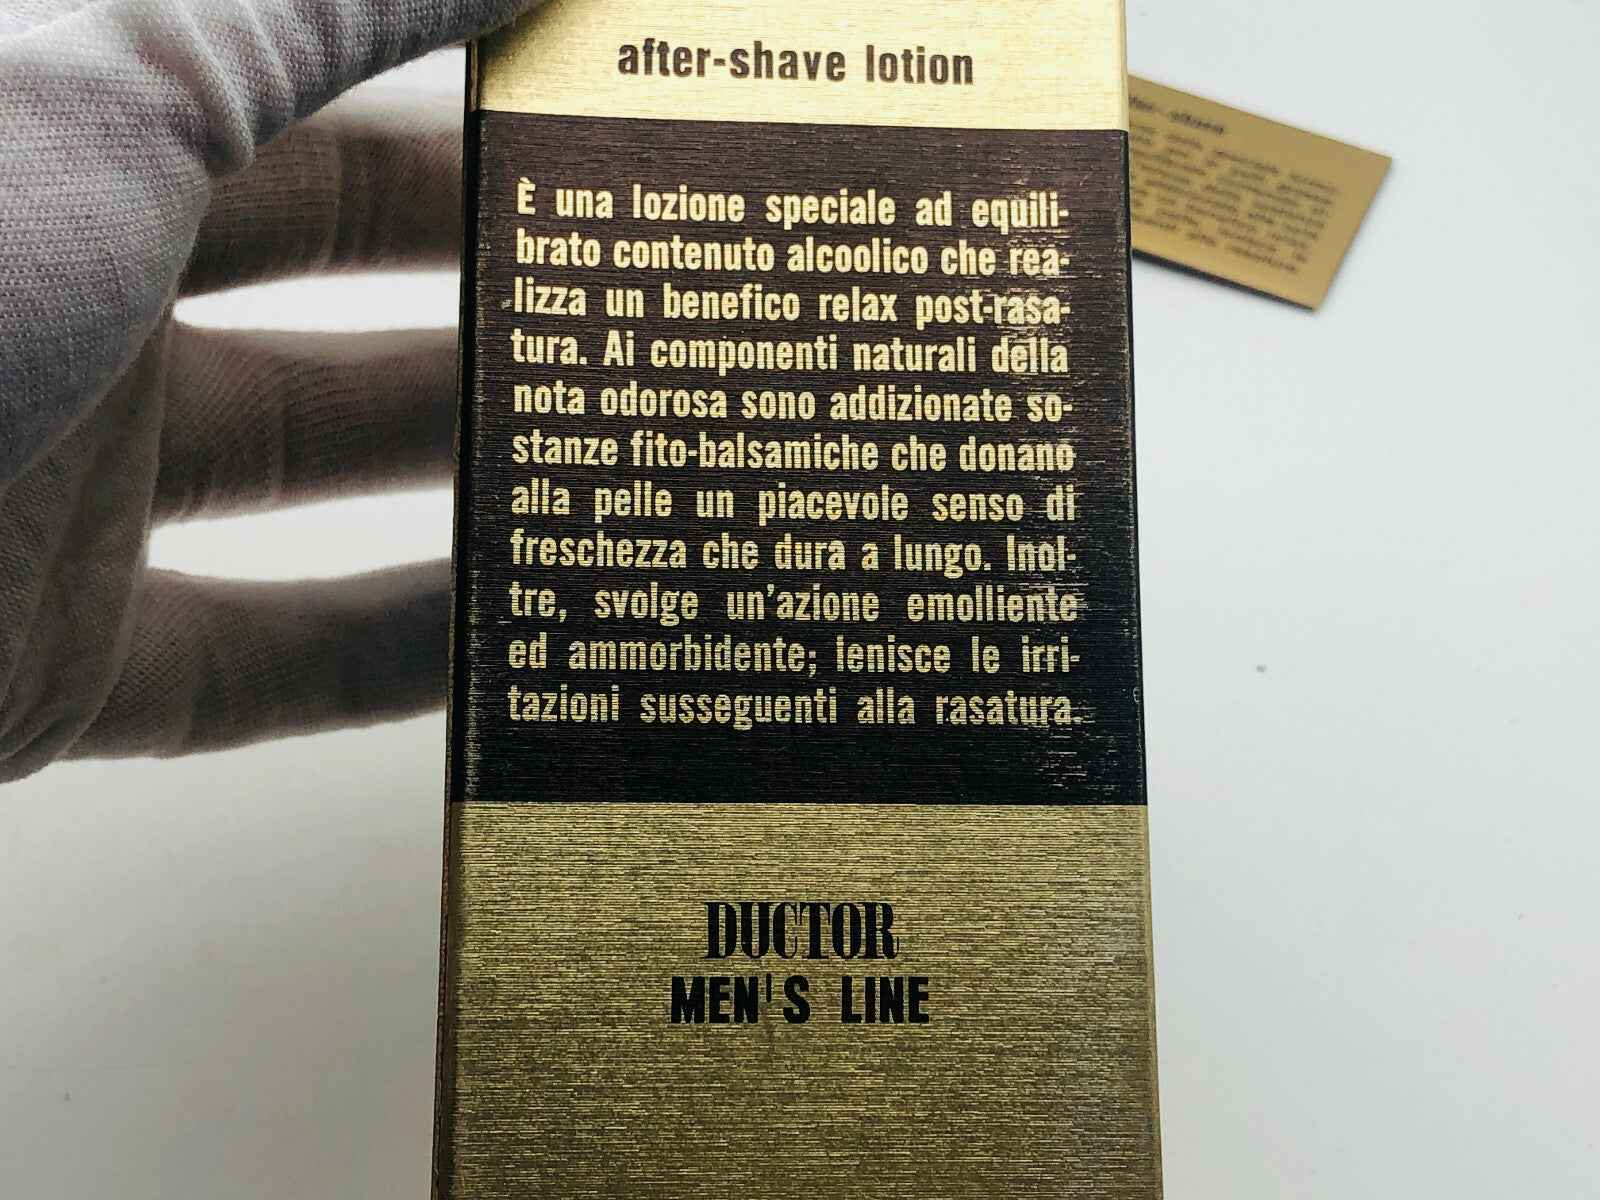 after-shave lotion
È una lozione speciale ad equili-
brato contenuto alcoolico che rea-
lizza un benefico relax post-rasa-
tura. Ai componenti naturali della
nota odorosa sono addizionate so-
stanze fito-balsamiche che donano
alla pelle un piacevole senso di
freschezza che dura a lungo. Inol-
tre, svolge un'azione emolliente
ed ammorbidente; lenisce le irri-
tazioni susseguenti alla rasatura.
DUCTOR
MEN'S LINE